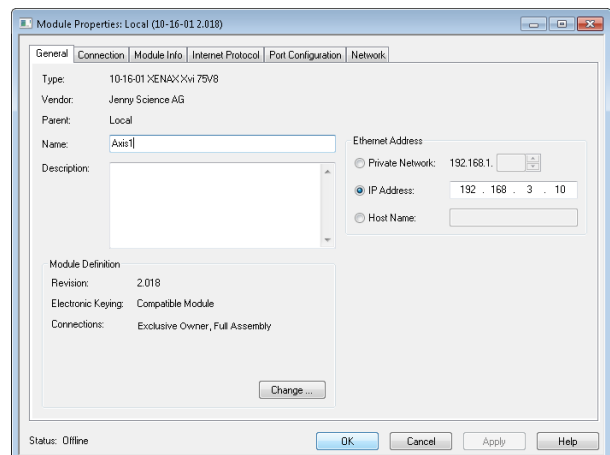 Module Properties: Local (10-16-01 2.018)
General Connection Module Info Internet Protocol Port Configuration Network
Type: 10-16-01 XENAX Xvi 75V8
Vendor: Jenny Science AG
Parent: Local
Name: Axis1
Description:
Ethernet Address
Private Network: 192.168.1.
IP Address: 192 . 168 . 3 . 10
Host Name:
Module Definition
Revision: 2.018
Electronic Keying: Compatible Module
Connections: Exclusive Owner, Full Assembly
Change ...
Status: Offline
OK Cancel Apply Help